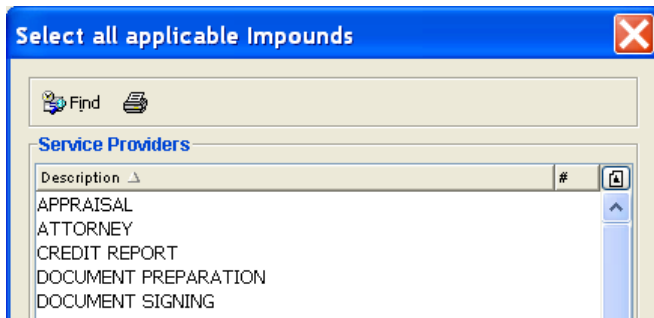 Select all applicable Impounds
Find
Service Providers
Description #
APPRAISAL
ATTORNEY
CREDIT REPORT
DOCUMENT PREPARATION
DOCUMENT SIGNING